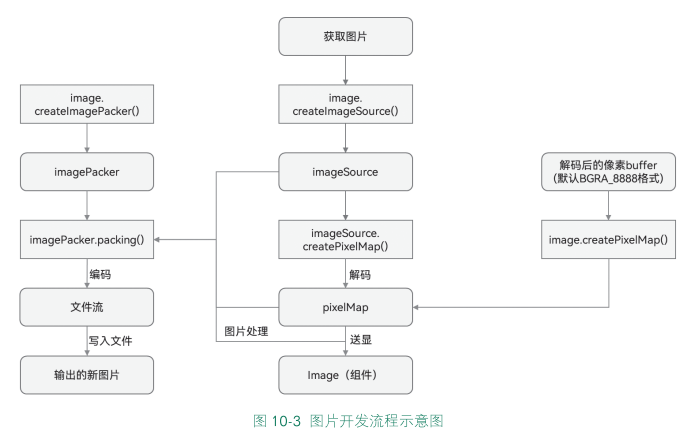 获取图片
image.
createImagePacker()
image.
createImageSource()
imagePacker
imageSource
解码后的像素buffer
(默认BGRA_8888格式)
imagePacker.packing()
imageSource.
createPixelMap()
image.createPixelMap()
编码
解码
文件流
pixelMap
图片处理
写入文件
送显
输出的新图片
Image（组件）
图 10-3 图片开发流程示意图